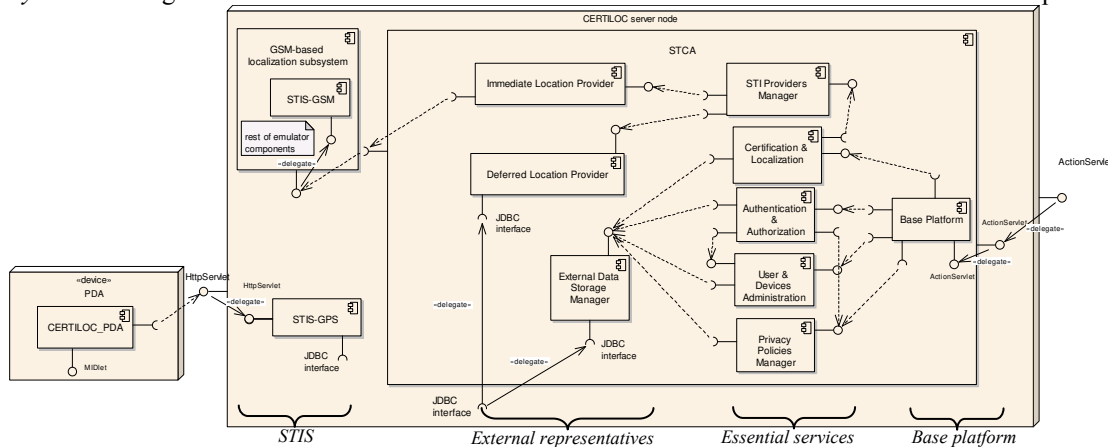 CERTILOC server node
GSM-based
localization subsystem
STIS-GSM
rest of emulator
components
«delegate»
STCA
Immediate Location Provider
STI Providers
Manager
Certification &
Localization
Deferred Location Provider
JDBC
interface
Authentication
&
Authorization
Base Platform
ActionServlet
«delegate»
ActionServlet
«delegate»
ActionServlet
External Data
Storage
Manager
User &
Devices
Administration
Privacy
Policies
Manager
JDBC
interface
«delegate»
«delegate»
JDBC
interface
«device»
PDA
CERTILOC_PDA
MIDlet
HttpServlet
«delegate»
HttpServlet
STIS-GPS
JDBC
interface
STIS
External representatives
Essential services
Base platform